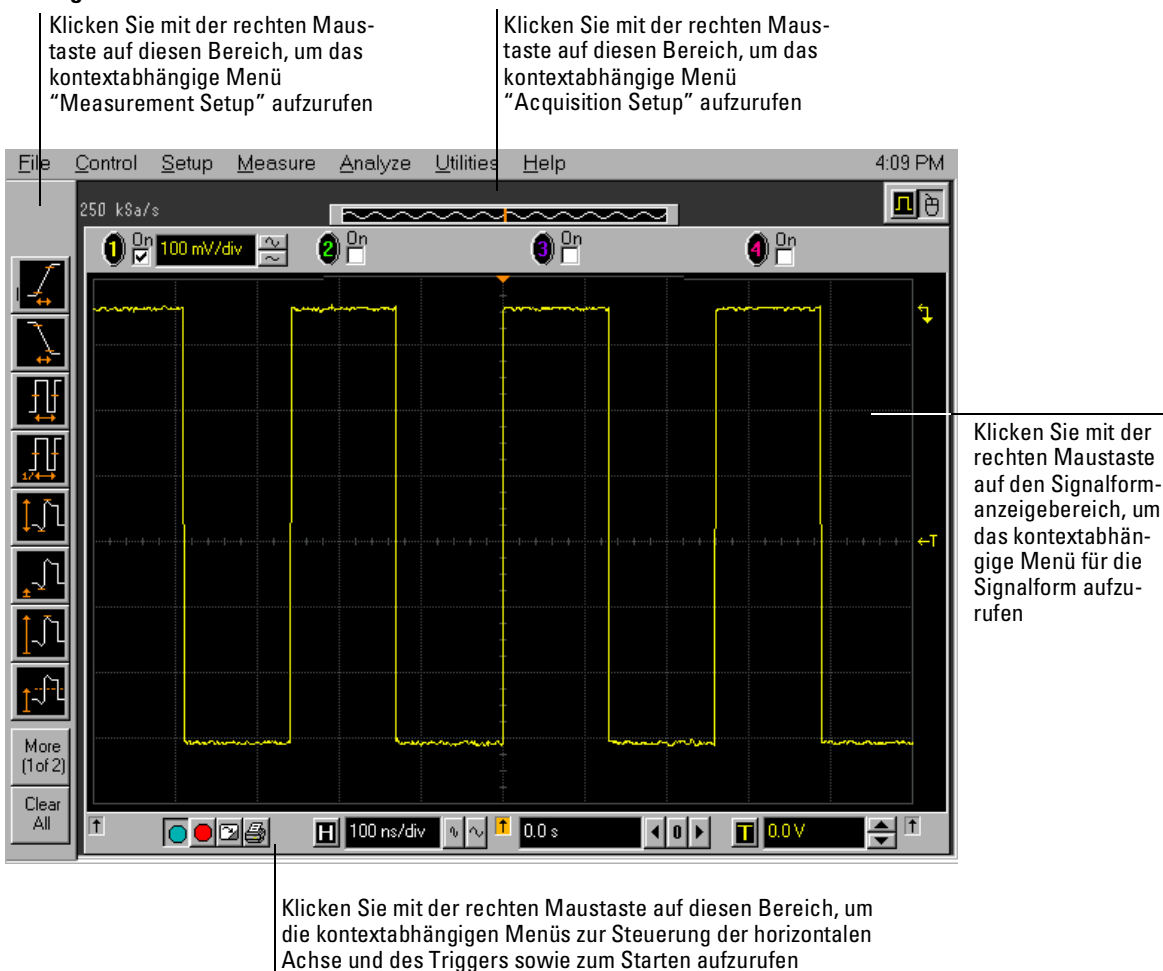 Klicken Sie mit der rechten Maus-
taste auf diesen Bereich, um das
kontextabhängige Menü
“Measurement Setup” aufzurufen
Klicken Sie mit der rechten Maus-
taste auf diesen Bereich, um das
kontextabhängige Menü
“Acquisition Setup” aufzurufen
File Control Setup Measure Analyze Utilities Help 4:09 PM
250 kSa/s
1 On 100 mV/div 2 On 3 On 4 On
T
Klicken Sie mit der
rechten Maustaste
auf den Signalform-
anzeigebereich, um
das kontextabhän-
gige Menü für die
Signalform aufzu-
rufen
More
(1of 2)
Clear
All
H 100 ns/div 0.0 s 0 T 0.0 V
Klicken Sie mit der rechten Maustaste auf diesen Bereich, um
die kontextabhängigen Menüs zur Steuerung der horizontalen
Achse und des Triggers sowie zum Starten aufzurufen